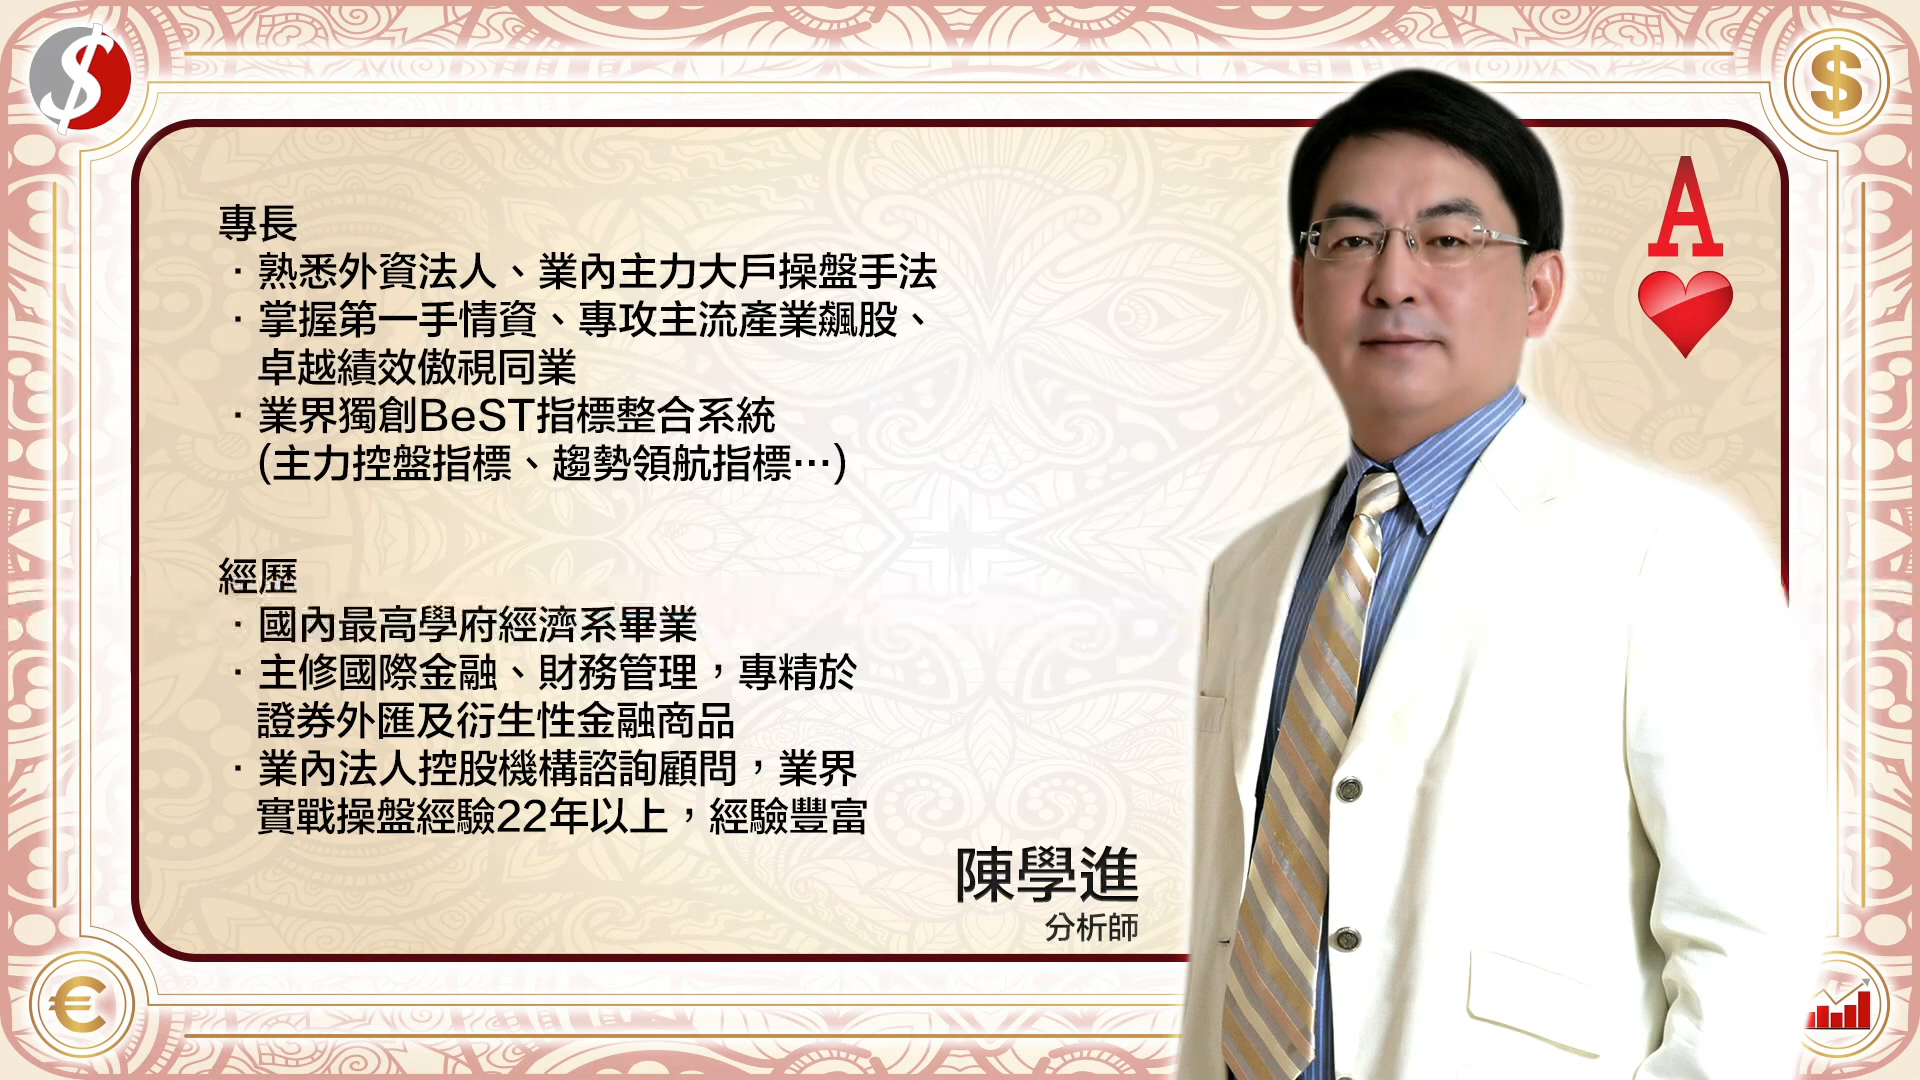 專長
·熟悉外資法人、業內主力大戶操盤手法
·掌握第一手情資、專攻主流產業飆股、
卓越績效傲視同業
·業界獨創BeST指標整合系統
(主力控盤指標、趨勢領航指標…)
經歷
·國內最高學府經濟系畢業
·主修國際金融、財務管理,專精於
證券外匯及衍生性金融商品
·業內法人控股機構諮詢顧問,業界
實戰操盤經驗22年以上,經驗豐富
陳學進
分析師
A
$
$
€